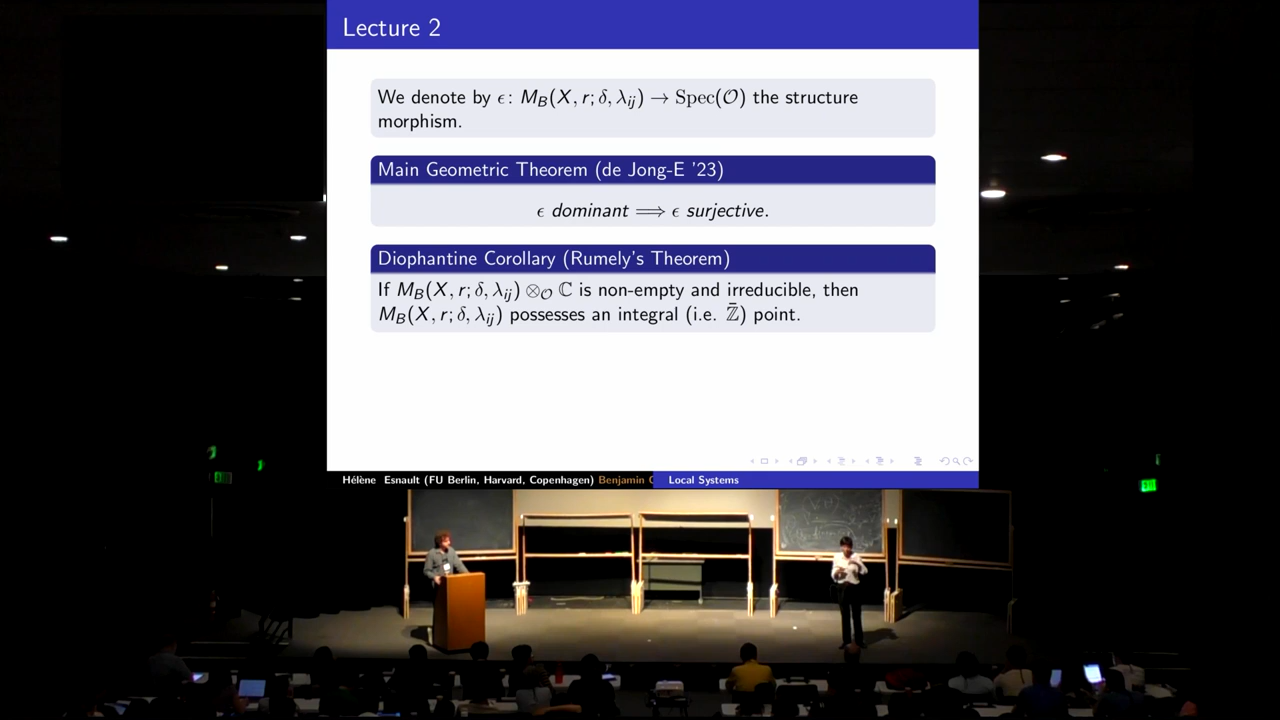 Lecture 2
We denote by ϵ: M_B(X, r; δ, λ_ij) → Spec(𝒪) the structure
morphism.
Main Geometric Theorem (de Jong-E '23)
ϵ dominant ⟹ ϵ surjective.
Diophantine Corollary (Rumely's Theorem)
If M_B(X, r; δ, λ_ij) ⊗_𝒪 ℂ is non-empty and irreducible, then
M_B(X, r; δ, λ_ij) possesses an integral (i.e. ℤ̄) point.
Hélène Esnault (FU Berlin, Harvard, Copenhagen) Benjamin Local Systems